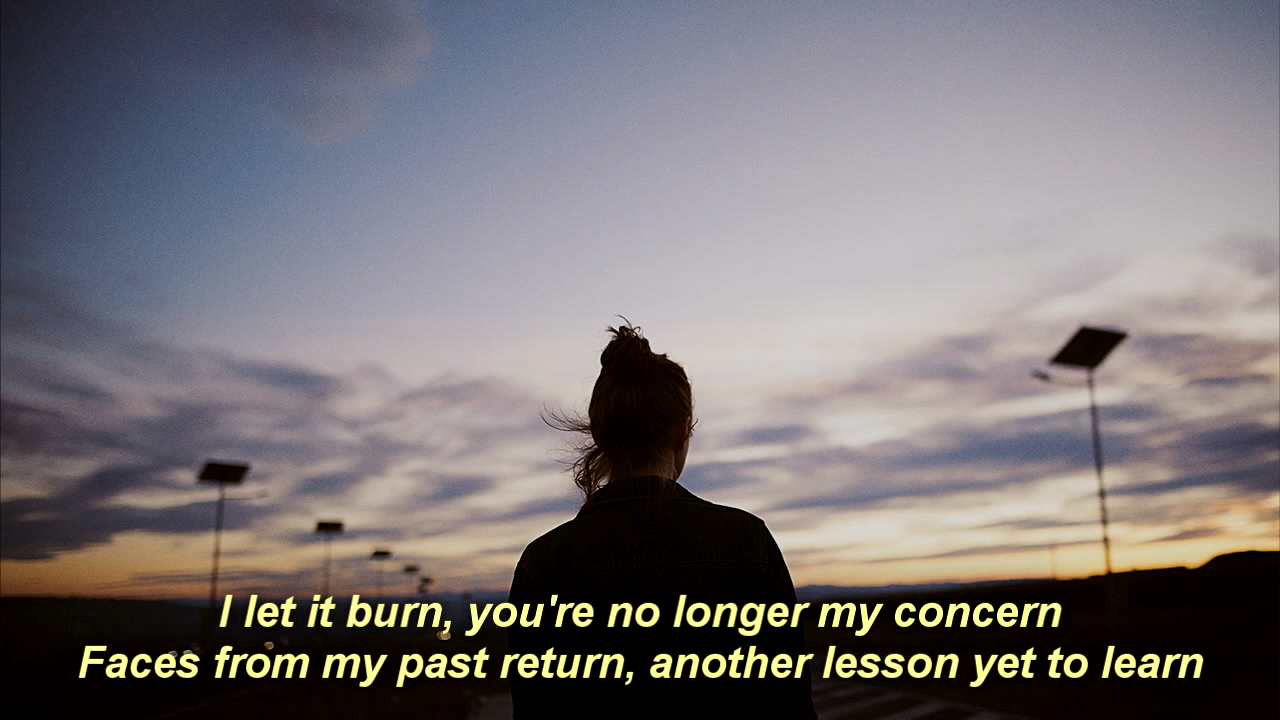 I let it burn, you're no longer my concern
Faces from my past return, another lesson yet to learn